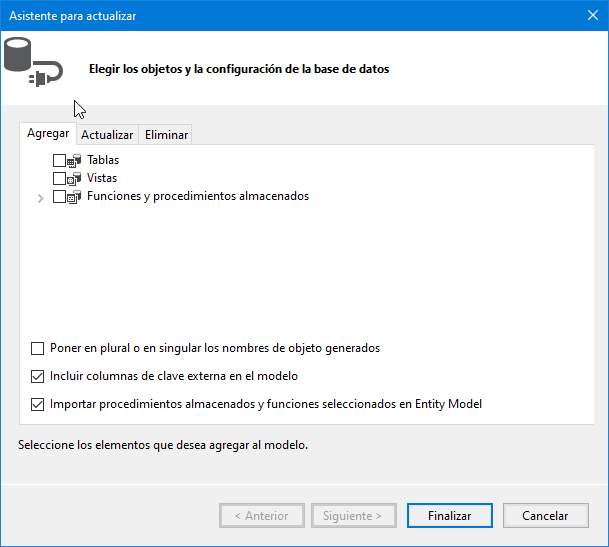 Asistente para actualizar
Elegir los objetos y la configuración de la base de datos
Agregar Actualizar Eliminar
Tablas
Vistas
Funciones y procedimientos almacenados
Poner en plural o en singular los nombres de objeto generados
Incluir columnas de clave externa en el modelo
Importar procedimientos almacenados y funciones seleccionados en Entity Model
Seleccione los elementos que desea agregar al modelo.
< Anterior Siguiente > Finalizar Cancelar